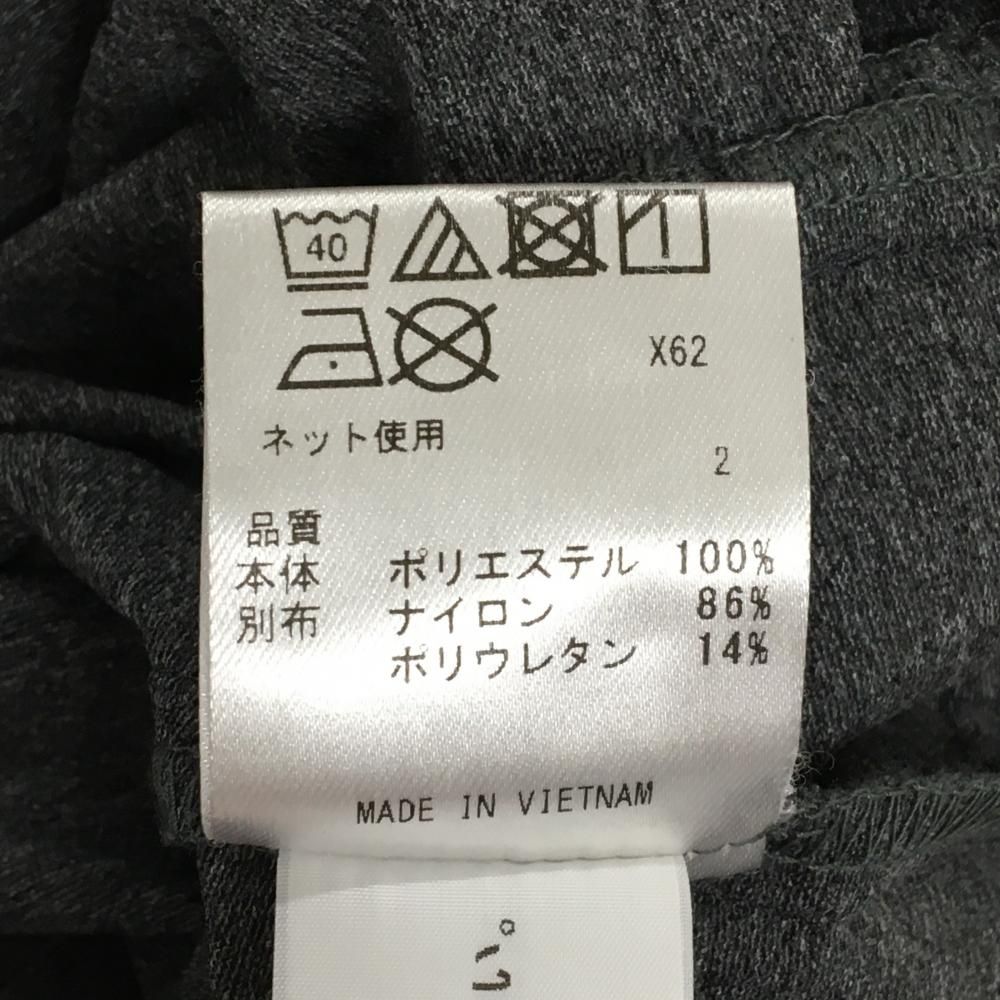 40
X62
ネット使用
2
品質
本体 ポリエステル 100%
別布 ナイロン 86%
ポリウレタン 14%
MADE IN VIETNAM